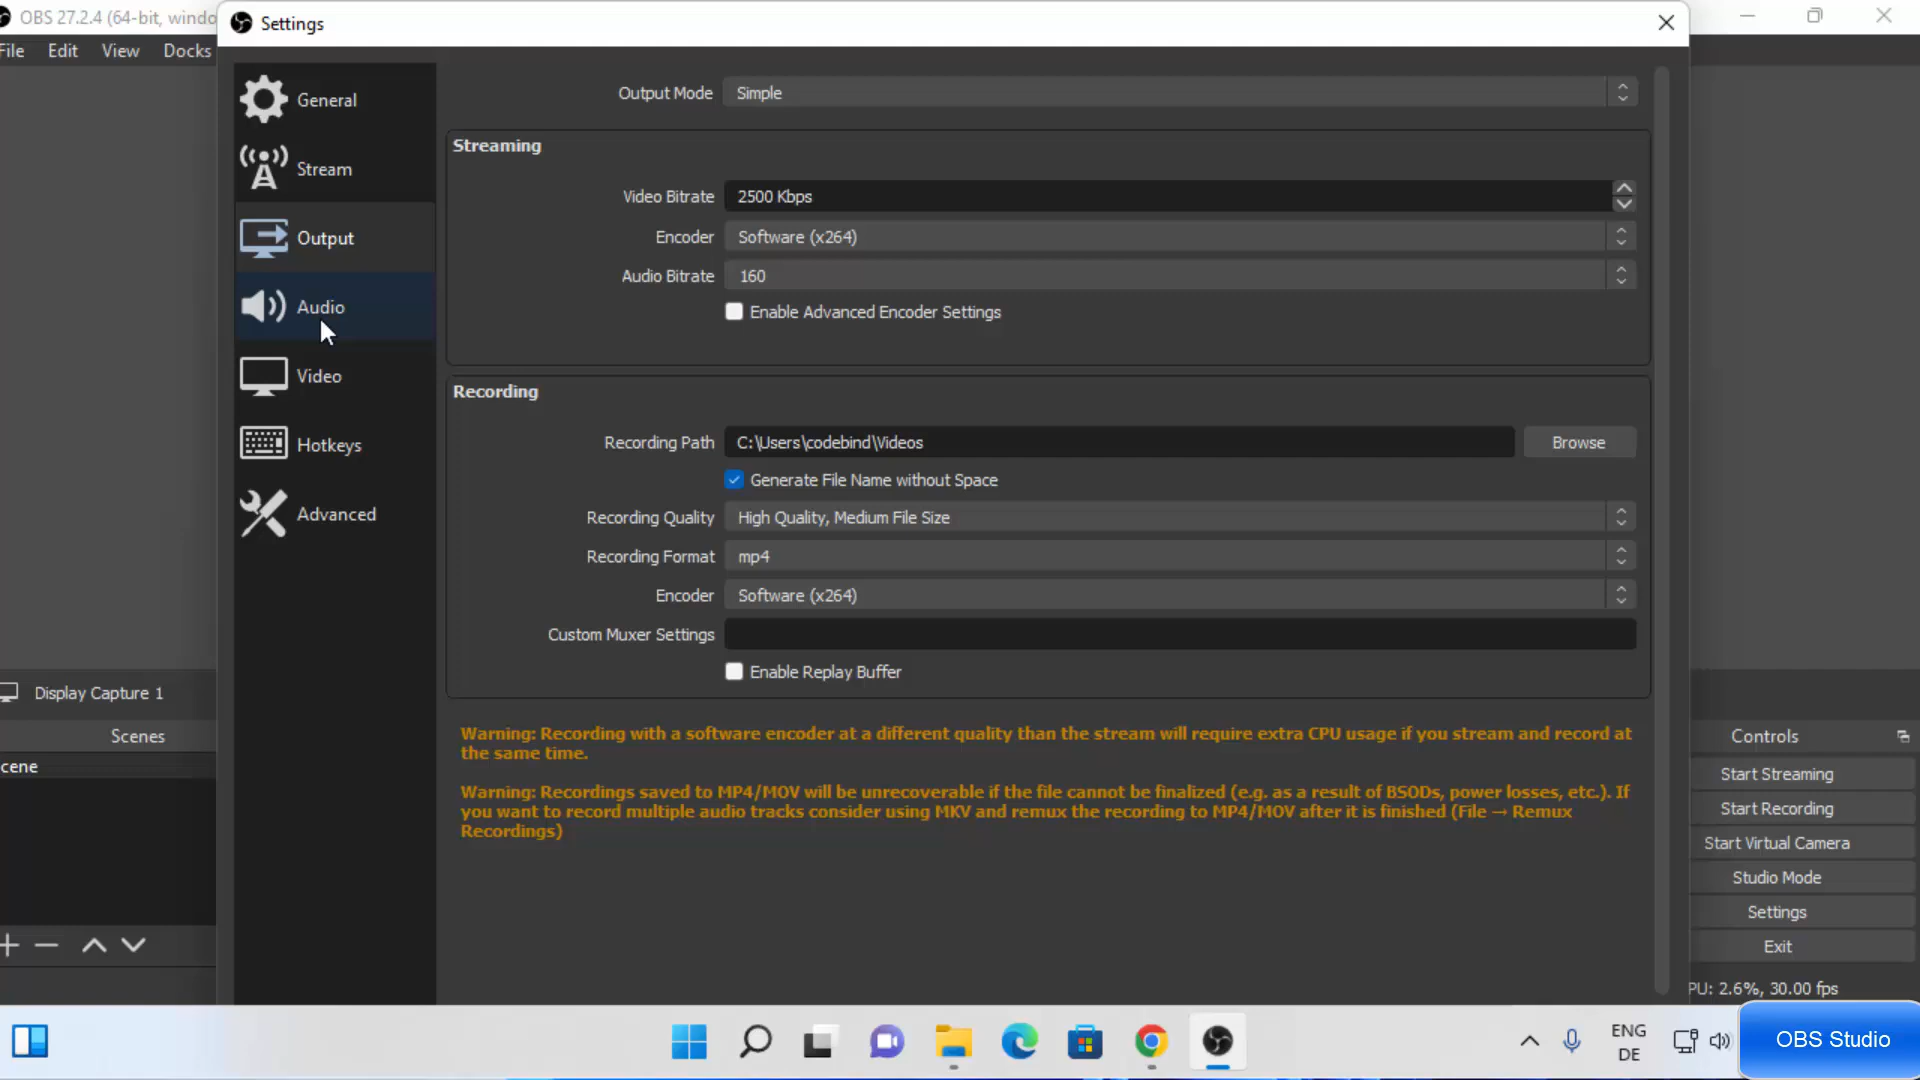 OBS 27.2.4 (64-bit, windo
Settings
File
Edit
View
Docks
General
Stream
Output
Audio
Video
Hotkeys
Advanced
Output Mode
Simple
Streaming
Video Bitrate
2500 Kbps
Encoder
Software (x264)
Audio Bitrate
160
Enable Advanced Encoder Settings
Recording
Recording Path
C:\Users\codebind\Videos
Browse
Generate File Name without Space
Recording Quality
High Quality, Medium File Size
Recording Format
mp4
Encoder
Software (x264)
Custom Muxer Settings
Enable Replay Buffer
Warning: Recording with a software encoder at a different quality than the stream will require extra CPU usage if you stream and record at
the same time.
Warning: Recordings saved to MP4/MOV will be unrecoverable if the file cannot be finalized (e.g. as a result of BSODs, power losses, etc.). If
you want to record multiple audio tracks consider using MKV and remux the recording to MP4/MOV after it is finished (File → Remux
Recordings)
Display Capture 1
Scenes
cene
Controls
Start Streaming
Start Recording
Start Virtual Camera
Studio Mode
Settings
Exit
PU: 2.6%, 30.00 fps
ENG
DE
OBS Studio